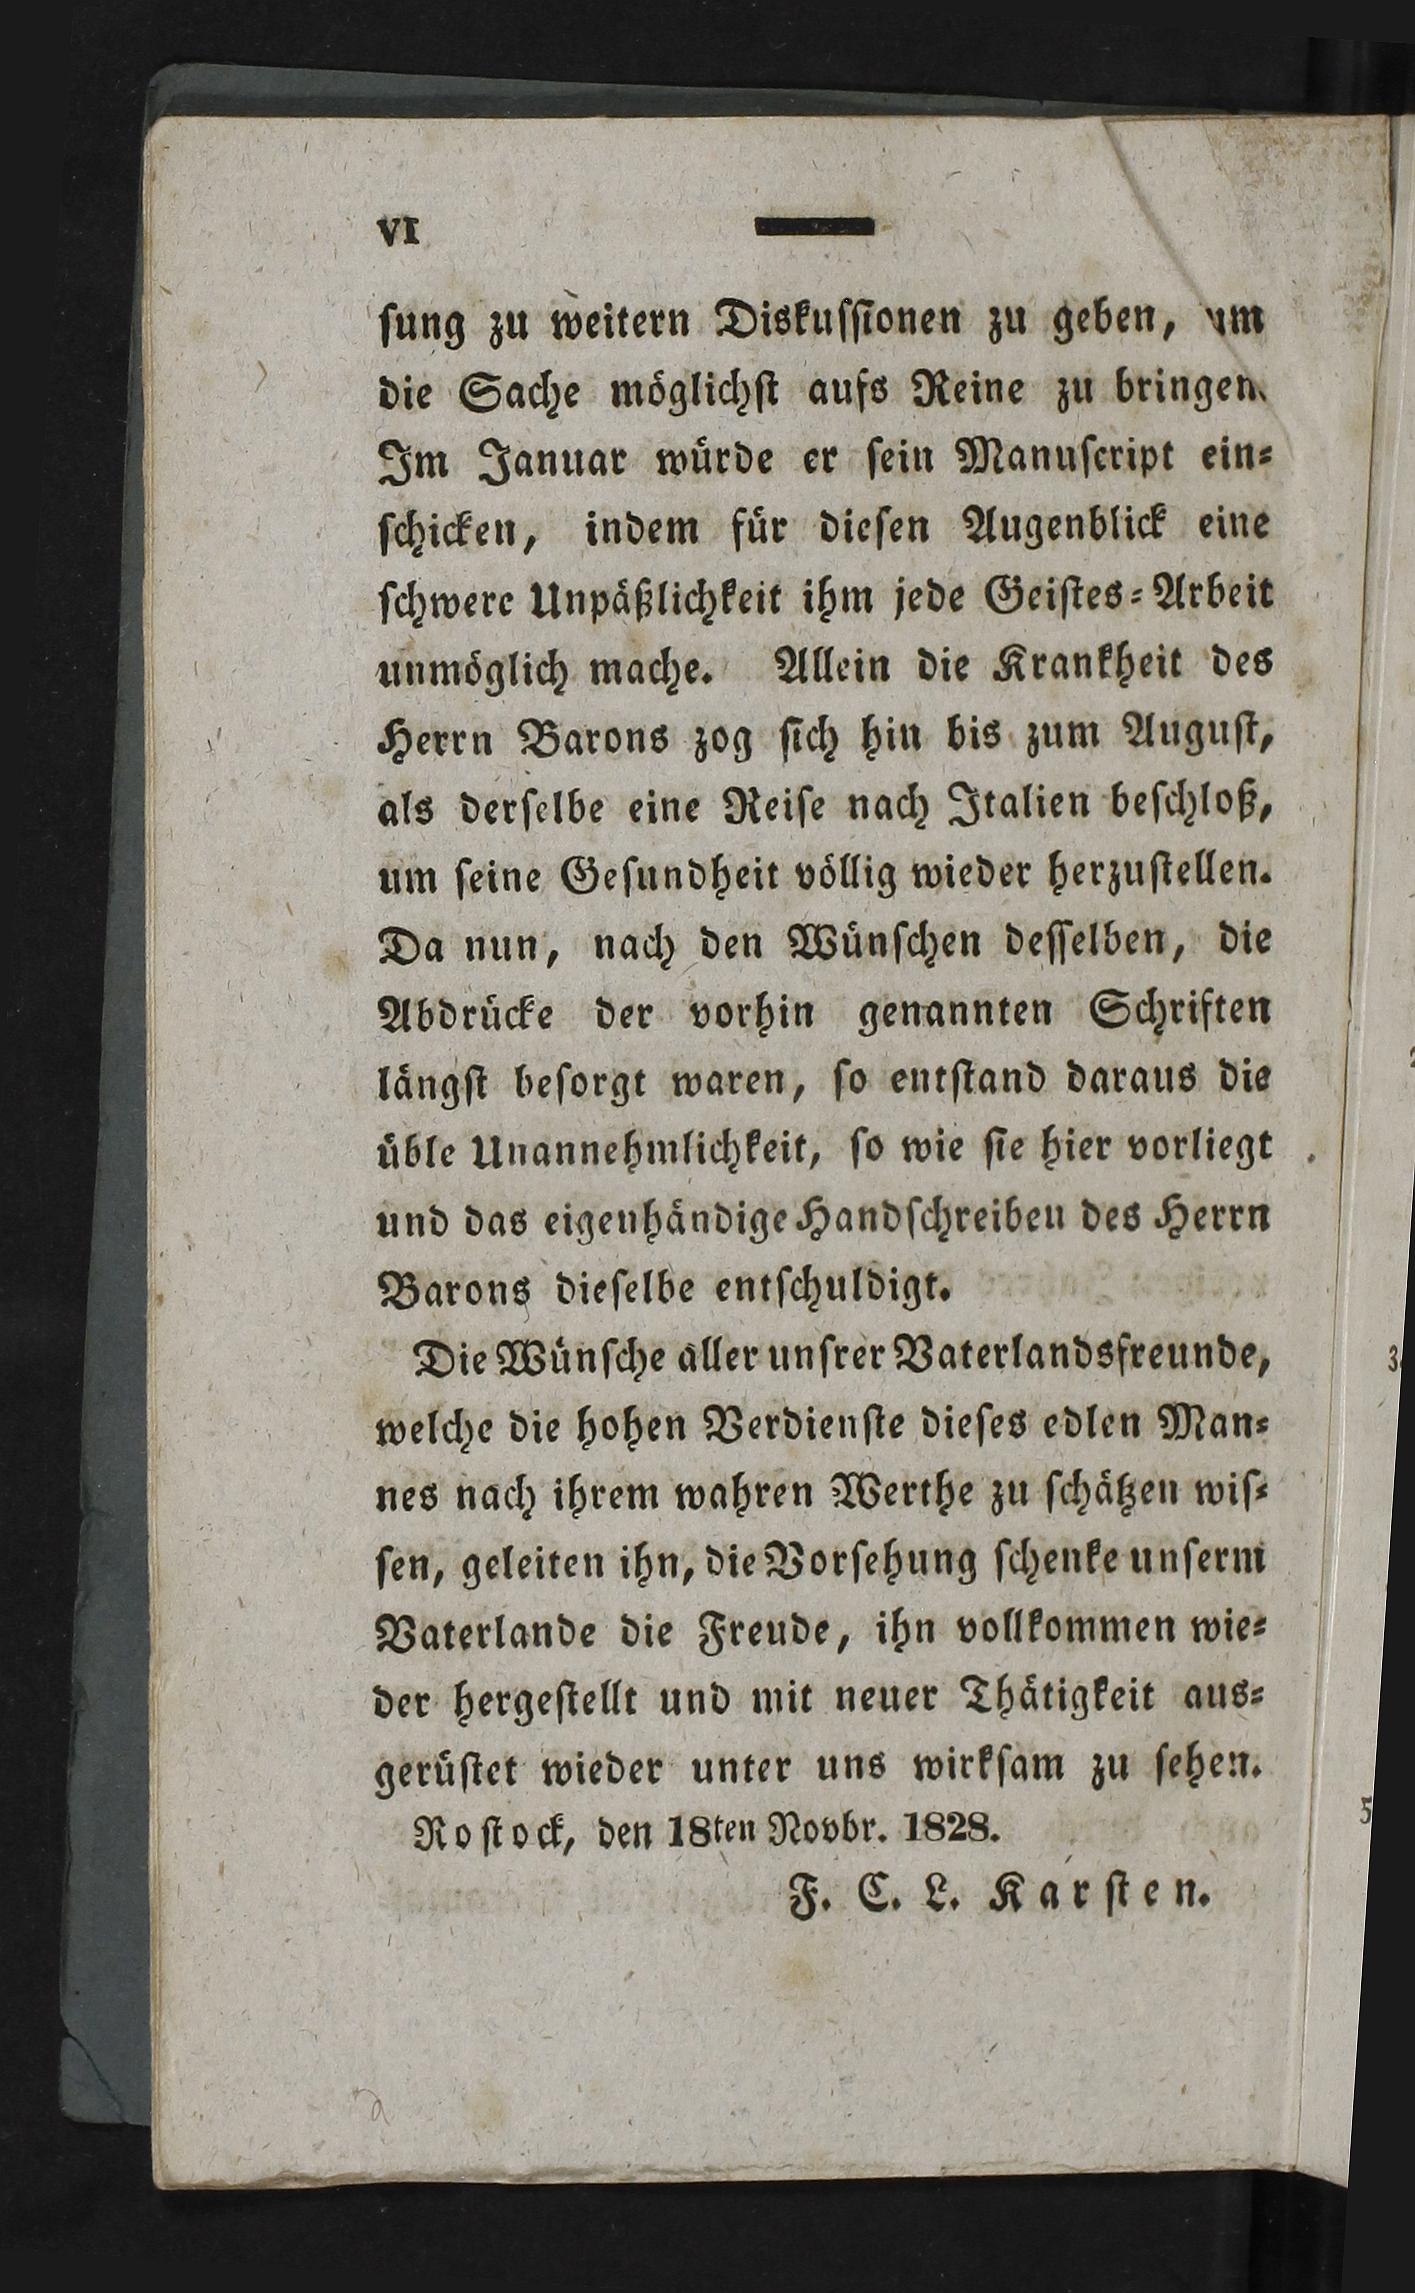 VI
sung zu weitern Diskussionen zu geben, um
die Sache möglichst aufs Reine zu bringen.
Im Januar würde er sein Manuscript ein-
schicken, indem für diesen Augenblick eine
schwere Unpäßlichkeit ihm jede Geistes-Arbeit
unmöglich mache. Allein die Krankheit des
Herrn Barons zog sich hin bis zum August,
als derselbe eine Reise nach Italien beschloß,
um seine Gesundheit völlig wieder herzustellen.
Da nun, nach den Wünschen desselben, die
Abdrücke der vorhin genannten Schriften
längst besorgt waren, so entstand daraus die
üble Unannehmlichkeit, so wie sie hier vorliegt
und das eigenhändige Handschreiben des Herrn
Barons dieselbe entschuldigt.
Die Wünsche aller unsrer Vaterlandsfreunde,
welche die hohen Verdienste dieses edlen Man-
nes nach ihrem wahren Werthe zu schätzen wis-
sen, geleiten ihn, die Vorsehung schenke unserm
Vaterlande die Freude, ihn vollkommen wie-
der hergestellt und mit neuer Thätigkeit aus-
gerüstet wieder unter uns wirksam zu sehen.
Rostock, den 18ten Novbr. 1828.
F. C. L. Karsten.